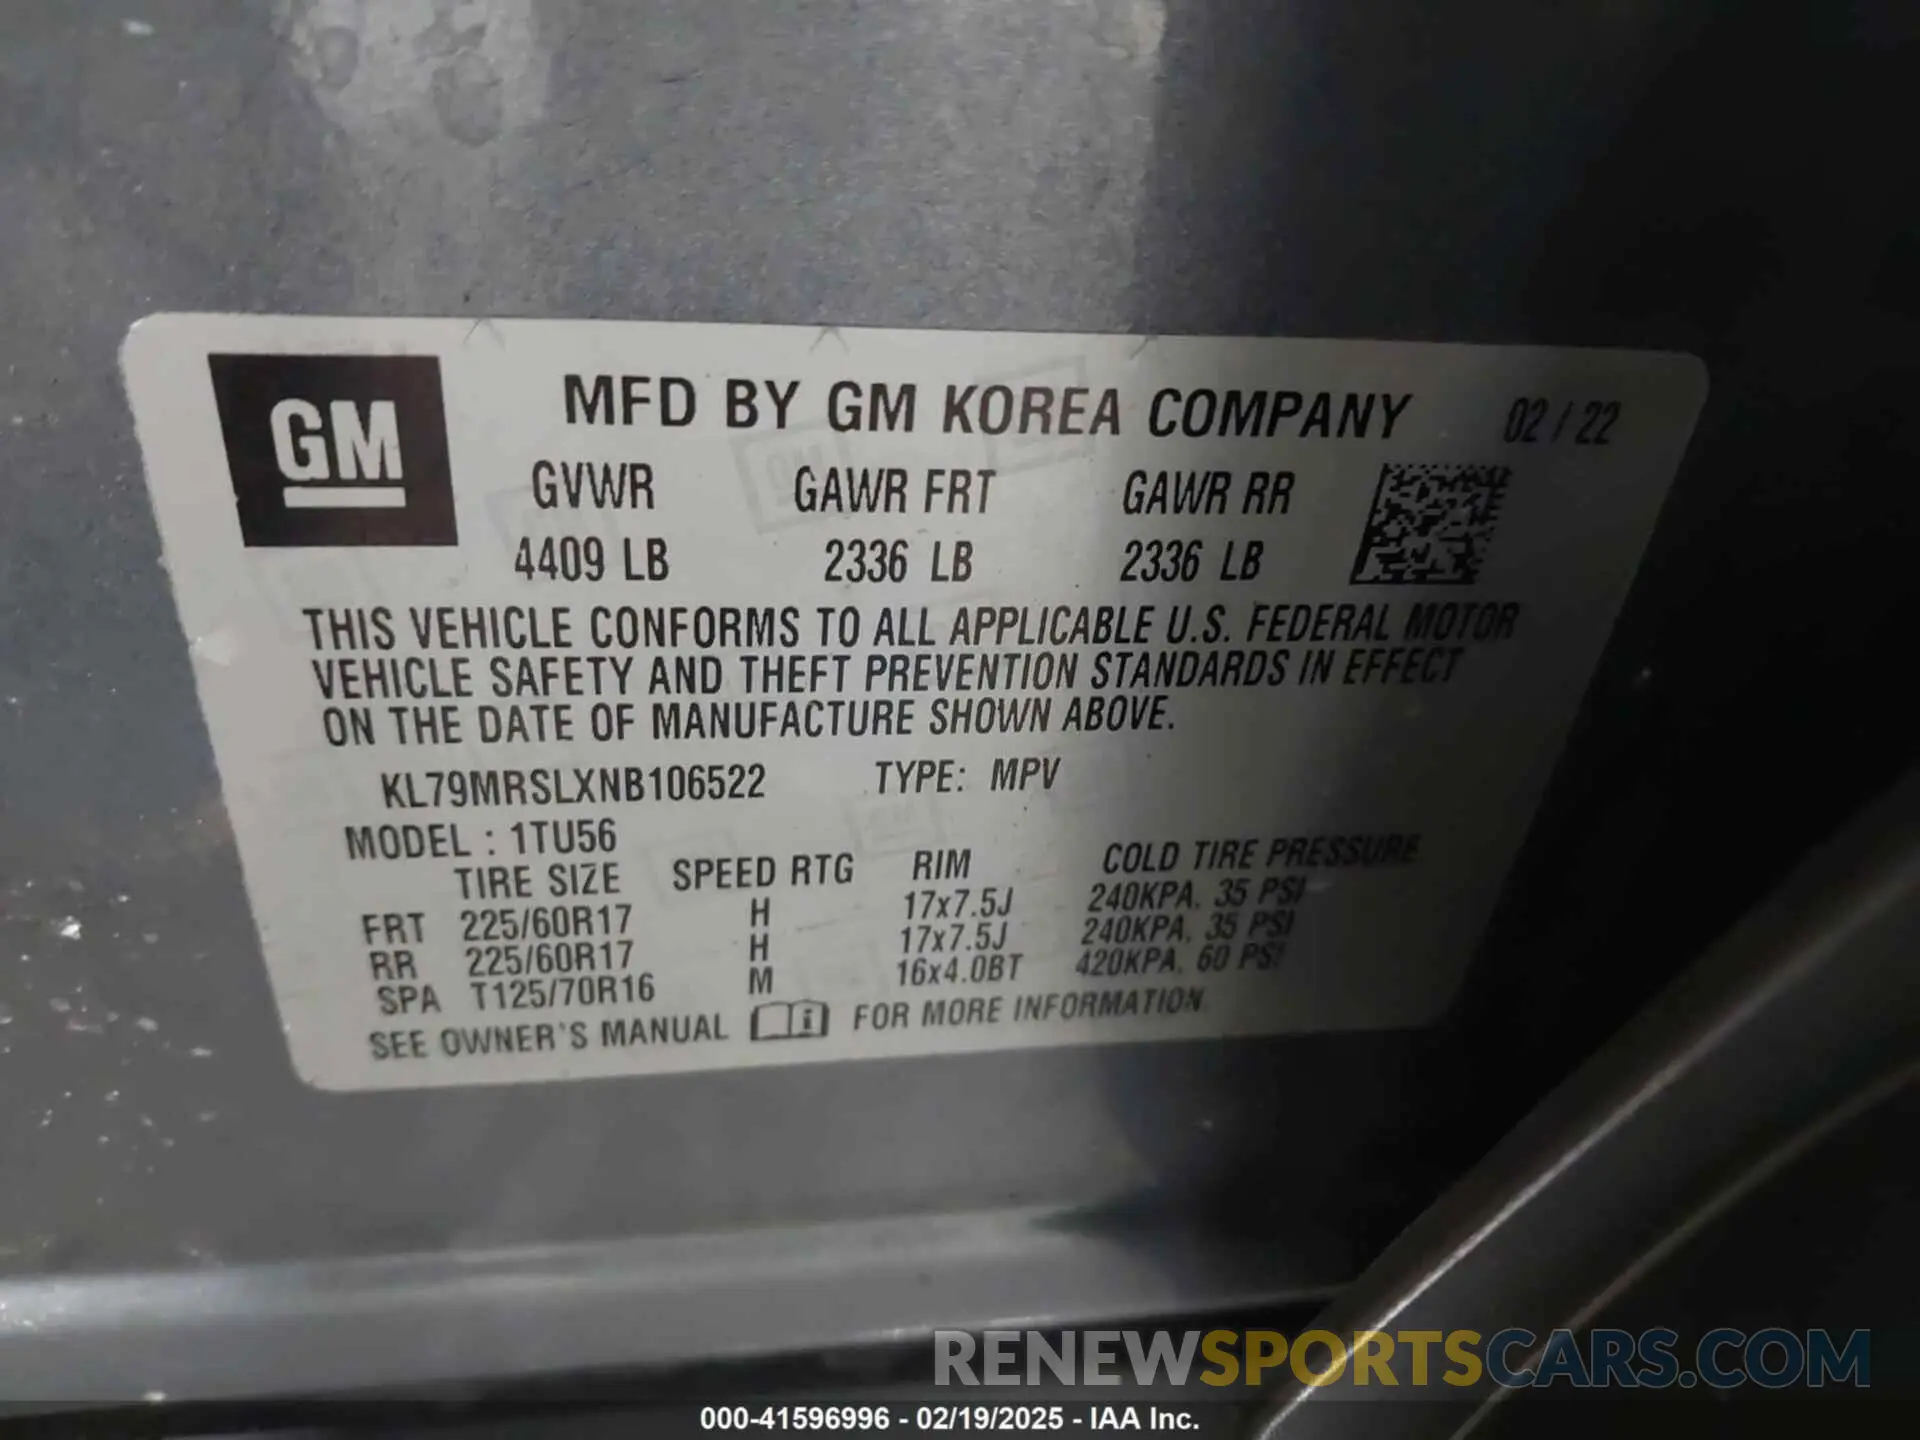 GM
MFD BY GM KOREA COMPANY 02 / 22
GVWR GAWR FRT GAWR RR
4409 LB 2336 LB 2336 LB
THIS VEHICLE CONFORMS TO ALL APPLICABLE U.S. FEDERAL MOTOR
VEHICLE SAFETY AND THEFT PREVENTION STANDARDS IN EFFECT
ON THE DATE OF MANUFACTURE SHOWN ABOVE.
KL79MRSLXNB106522 TYPE: MPV
MODEL : 1TU56
TIRE SIZE SPEED RTG RIM COLD TIRE PRESSURE
FRT 225/60R17 H 17x7.5J 240KPA, 35 PSI
RR 225/60R17 H 17x7.5J 240KPA, 35 PSI
SPA T125/70R16 M 16x4.0BT 420KPA, 60 PSI
SEE OWNER'S MANUAL i FOR MORE INFORMATION.
RENEWSPORTSCARS.COM
000-41596996 - 02/19/2025 - IAA Inc.